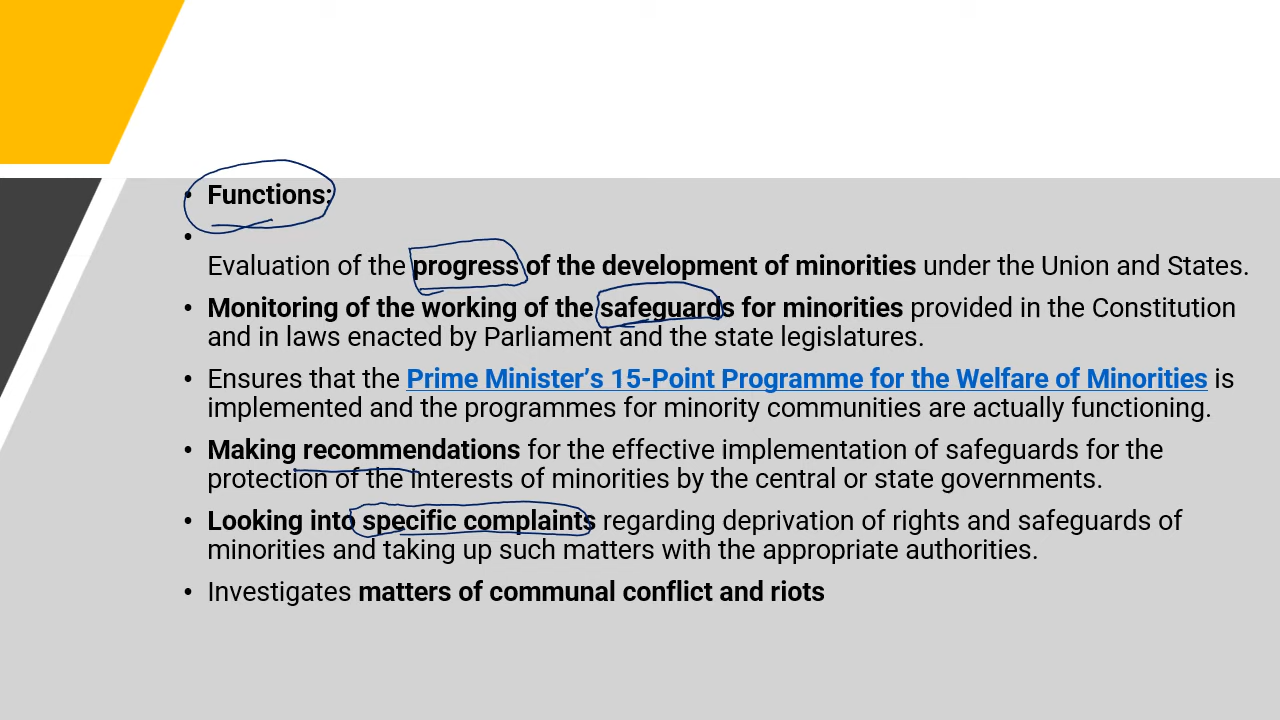 • Functions:
•
Evaluation of the progress of the development of minorities under the Union and States.
• Monitoring of the working of the safeguards for minorities provided in the Constitution
and in laws enacted by Parliament and the state legislatures.
• Ensures that the Prime Minister’s 15-Point Programme for the Welfare of Minorities is
implemented and the programmes for minority communities are actually functioning.
• Making recommendations for the effective implementation of safeguards for the
protection of the interests of minorities by the central or state governments.
• Looking into specific complaints regarding deprivation of rights and safeguards of
minorities and taking up such matters with the appropriate authorities.
• Investigates matters of communal conflict and riots